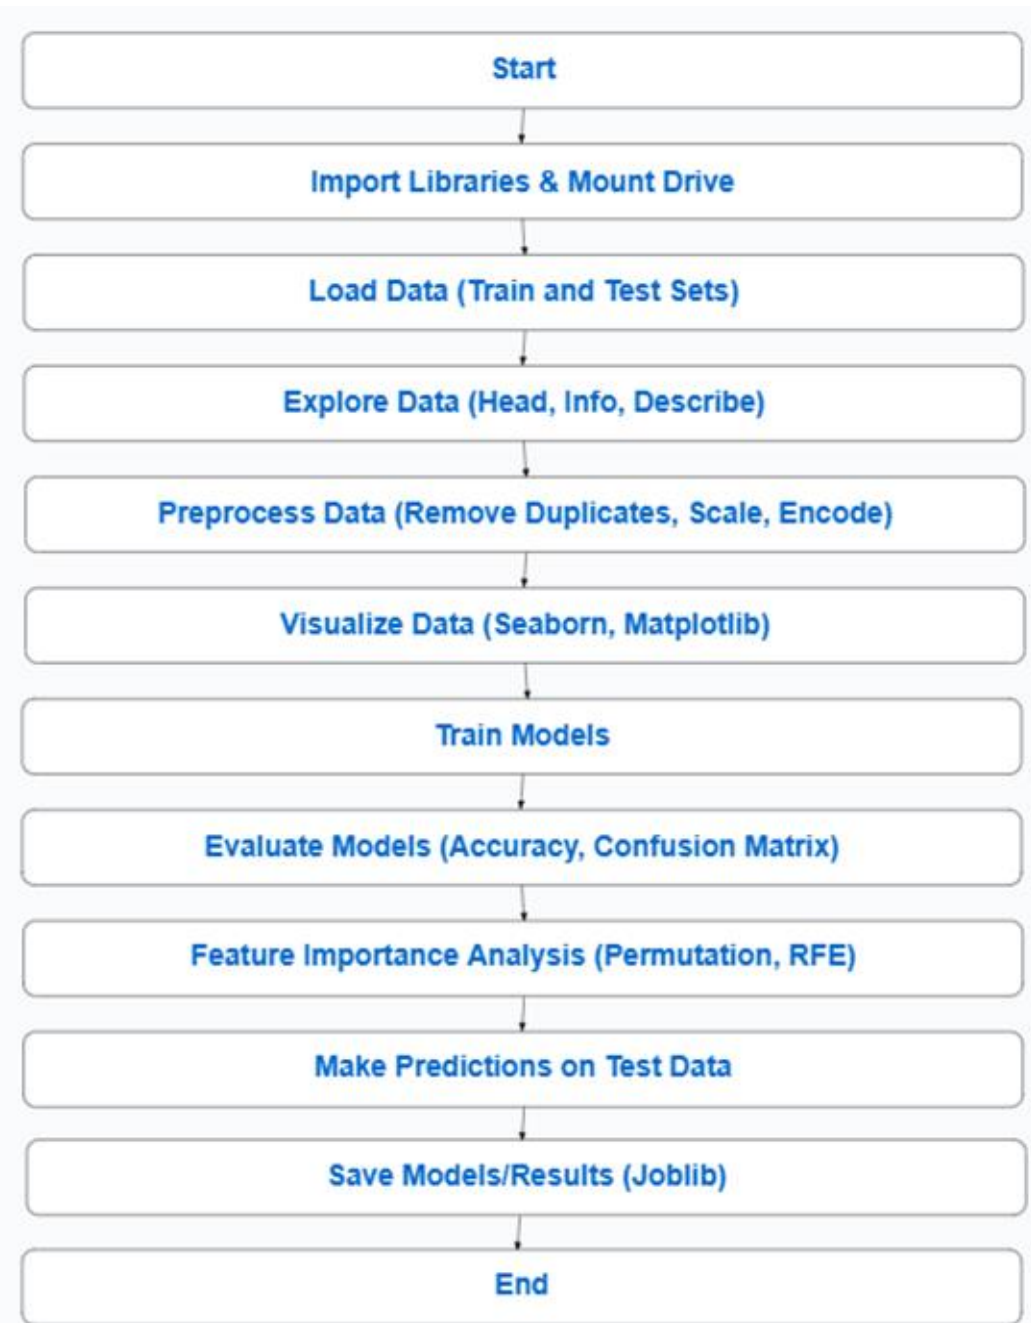 Start
Import Libraries & Mount Drive
Load Data (Train and Test Sets)
Explore Data (Head, Info, Describe)
Preprocess Data (Remove Duplicates, Scale, Encode)
Visualize Data (Seaborn, Matplotlib)
Train Models
Evaluate Models (Accuracy, Confusion Matrix)
Feature Importance Analysis (Permutation, RFE)
Make Predictions on Test Data
Save Models/Results (Joblib)
End